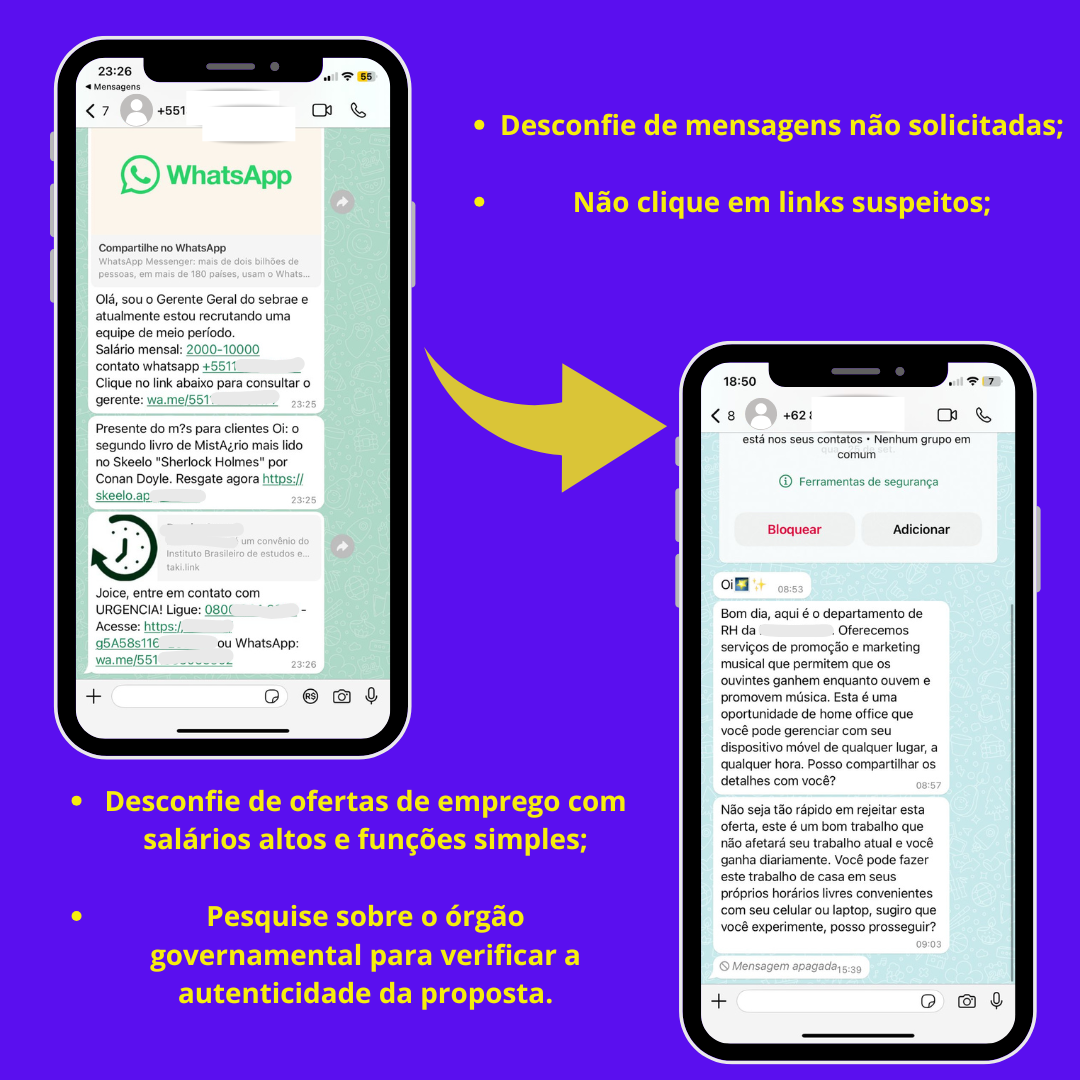 23:26
55
Mensagens
7
+551
WhatsApp
Compartilhe no WhatsApp
WhatsApp Messenger: mais de dois bilhões de
pessoas, em mais de 180 países, usam o Whats...
Olá, sou o Gerente Geral do sebrae e
atualmente estou recrutando uma
equipe de meio período.
Salário mensal: 2000-10000
contato whatsapp +5511
Clique no link abaixo para consultar o
gerente: wa.me/551
23:25
Presente do m?s para clientes Oi: o
segundo livro de MistA¿rio mais lido
no Skeelo "Sherlock Holmes" por
Conan Doyle. Resgate agora https://
skeelo.ap
23:25
um convênio do
Instituto Brasileiro de estudos e...
taki.link
Joice, entre em contato com
URGENCIA! Ligue: 0800 -
Acesse: https:/
g5A58s116 ou WhatsApp:
wa.me/551
23:26
R$
• Desconfie de mensagens não solicitadas;
• Não clique em links suspeitos;
18:50
7
8
+62
está nos seus contatos • Nenhum grupo em
comum
Ferramentas de segurança
Bloquear
Adicionar
Oi🌠✨ 08:53
Bom dia, aqui é o departamento de
RH da . Oferecemos
serviços de promoção e marketing
musical que permitem que os
ouvintes ganhem enquanto ouvem e
promovem música. Esta é uma
oportunidade de home office que
você pode gerenciar com seu
dispositivo móvel de qualquer lugar, a
qualquer hora. Posso compartilhar os
detalhes com você?
08:57
Não seja tão rápido em rejeitar esta
oferta, este é um bom trabalho que
não afetará seu trabalho atual e você
ganha diariamente. Você pode fazer
este trabalho de casa em seus
próprios horários livres convenientes
com seu celular ou laptop, sugiro que
você experimente, posso prosseguir?
09:03
Mensagem apagada 15:39
• Desconfie de ofertas de emprego com
salários altos e funções simples;
• Pesquise sobre o órgão
governamental para verificar a
autenticidade da proposta.